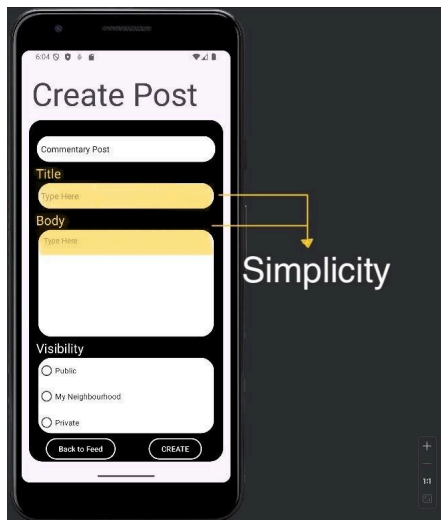 6:04
Create Post
Commentary Post
Title
Type Here
Body
Type Here
Simplicity
Visibility
Public
My Neighbourhood
Private
Back to Feed
CREATE
1:1